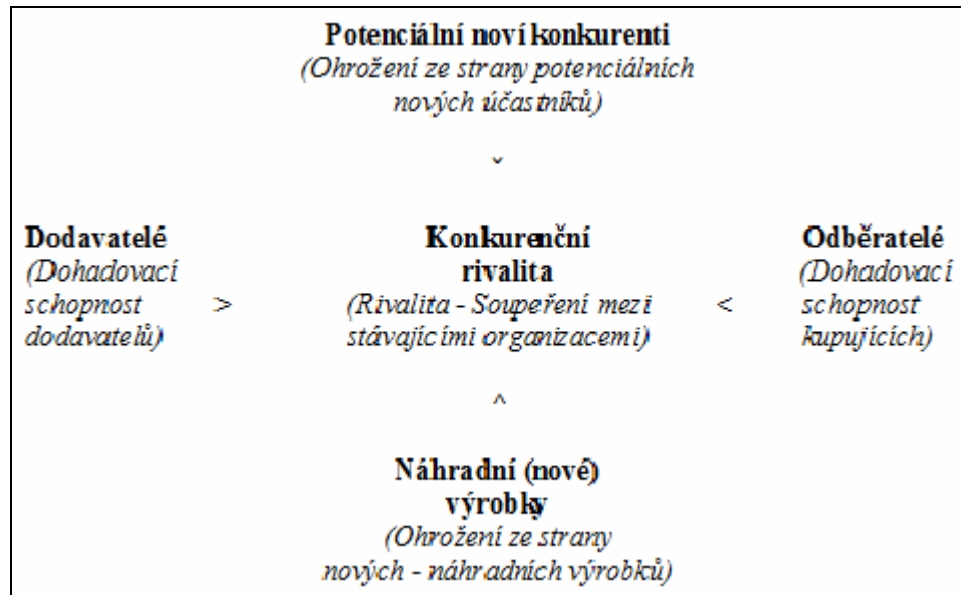 Potenciální noví konkurenti
(Ohrožení ze strany potenciálních
nových účastníků)
ˇ
Dodavatelé
(Dohadovací
schopnost
dodavatelů)
>
Konkurenční
rivalita
(Rivalita - Soupeření mezi
stávajícími organizacemi)
<
Odběratelé
(Dohadovací
schopnost
kupujících)
^
Náhradní (nové)
výrobky
(Ohrožení ze strany
nových - náhradních výrobků)